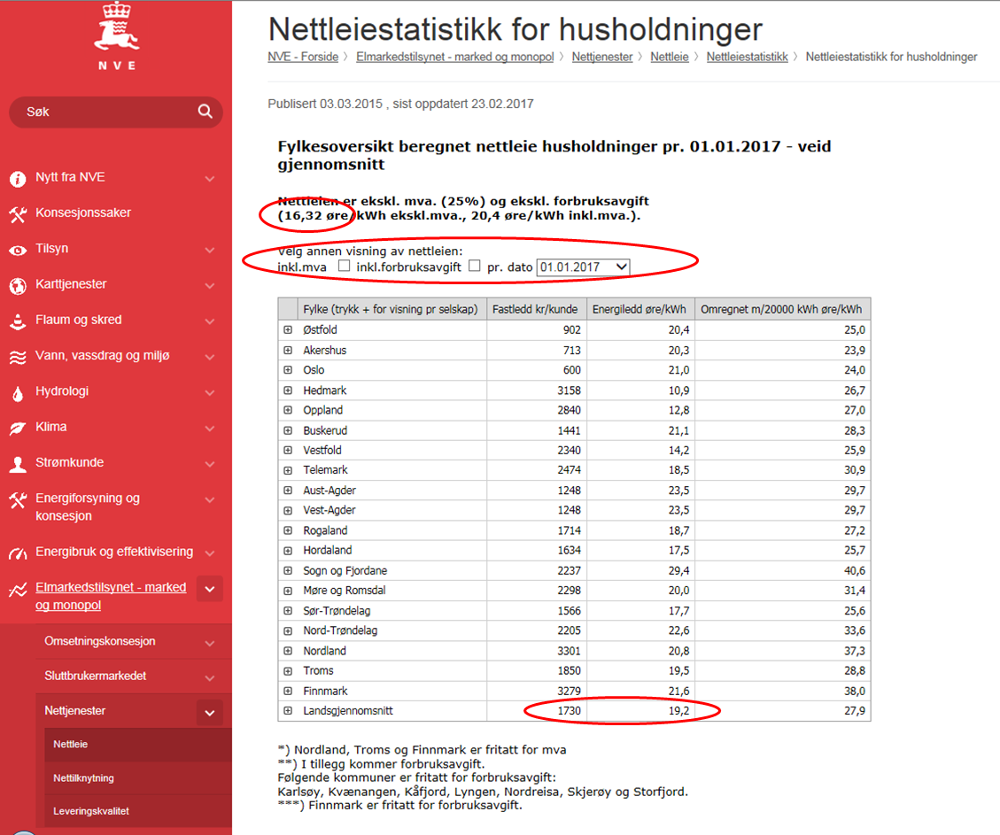 NVE
Søk
Nytt fra NVE
Konsesjonssaker
Tilsyn
Karttjenester
Flaum og skred
Vann, vassdrag og miljø
Hydrologi
Klima
Strømkunde
Energiforsyning og
konsesjon
Energibruk og effektivisering
Elmarkedstilsynet - marked
og monopol
Omsetningskonsesjon
Sluttbrukermarkedet
Nettjenester
Nettleie
Nettilknytning
Leveringskvalitet
Nettleiestatistikk for husholdninger
NVE - Forside 〉 Elmarkedstilsynet - marked og monopol 〉 Nettjenester 〉 Nettleie 〉 Nettleiestatistikk 〉 Nettleiestatistikk for husholdninger
Publisert 03.03.2015 , sist oppdatert 23.02.2017
Fylkesoversikt beregnet nettleie husholdninger pr. 01.01.2017 - veid
gjennomsnitt
Nettleien er ekskl. mva. (25%) og ekskl. forbruksavgift
(16,32 øre/kWh ekskl.mva., 20,4 øre/kWh inkl.mva.).
Velg annen visning av nettleien:
inkl.mva inkl.forbruksavgift pr. dato 01.01.2017
Fylke (trykk + for visning pr selskap) Fastledd kr/kunde Energiledd øre/kWh Omregnet m/20000 kWh øre/kWh
Østfold 902 20,4 25,0
Akershus 713 20,3 23,9
Oslo 600 21,0 24,0
Hedmark 3158 10,9 26,7
Oppland 2840 12,8 27,0
Buskerud 1441 21,1 28,3
Vestfold 2340 14,2 25,9
Telemark 2474 18,5 30,9
Aust-Agder 1248 23,5 29,7
Vest-Agder 1248 23,5 29,7
Rogaland 1714 18,7 27,2
Hordaland 1634 17,5 25,7
Sogn og Fjordane 2237 29,4 40,6
Møre og Romsdal 2298 20,0 31,4
Sør-Trøndelag 1566 17,7 25,6
Nord-Trøndelag 2205 22,6 33,6
Nordland 3301 20,8 37,3
Troms 1850 19,5 28,8
Finnmark 3279 21,6 38,0
Landsgjennomsnitt 1730 19,2 27,9
*) Nordland, Troms og Finnmark er fritatt for mva
**) I tillegg kommer forbruksavgift.
Følgende kommuner er fritatt for forbruksavgift:
Karlsøy, Kvænangen, Kåfjord, Lyngen, Nordreisa, Skjerøy og Storfjord.
***) Finnmark er fritatt for forbruksavgift.